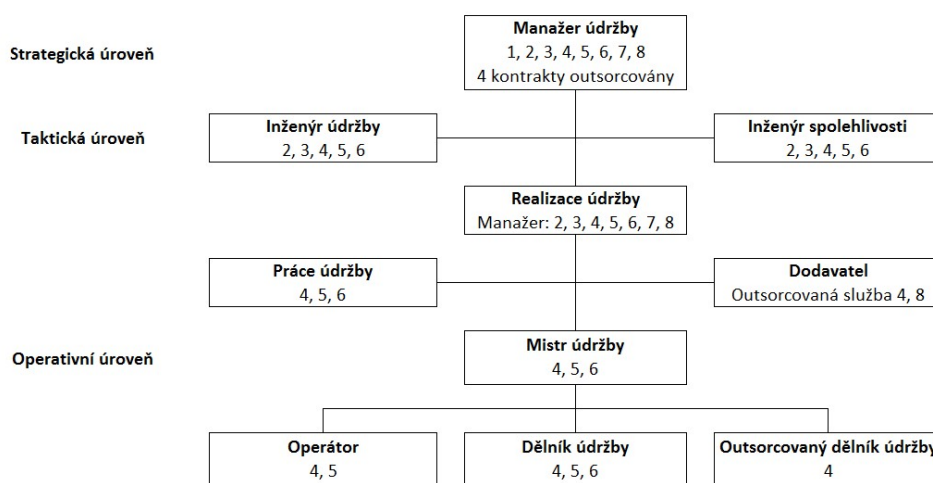 Manažer údržby
Strategická úroveň
1, 2, 3, 4, 5, 6, 7, 8
4 kontrakty outsorcovány
Taktická úroveň
Inženýr údržby
2, 3, 4, 5, 6
Inženýr spolehlivosti
2, 3, 4, 5, 6
Realizace údržby
Manažer: 2, 3, 4, 5, 6, 7, 8
Práce údržby
4, 5, 6
Dodavatel
Outsorcovaná služba 4, 8
Operativní úroveň
Mistr údržby
4, 5, 6
Operátor
4, 5
Dělník údržby
4, 5, 6
Outsorcovaný dělník údržby
4